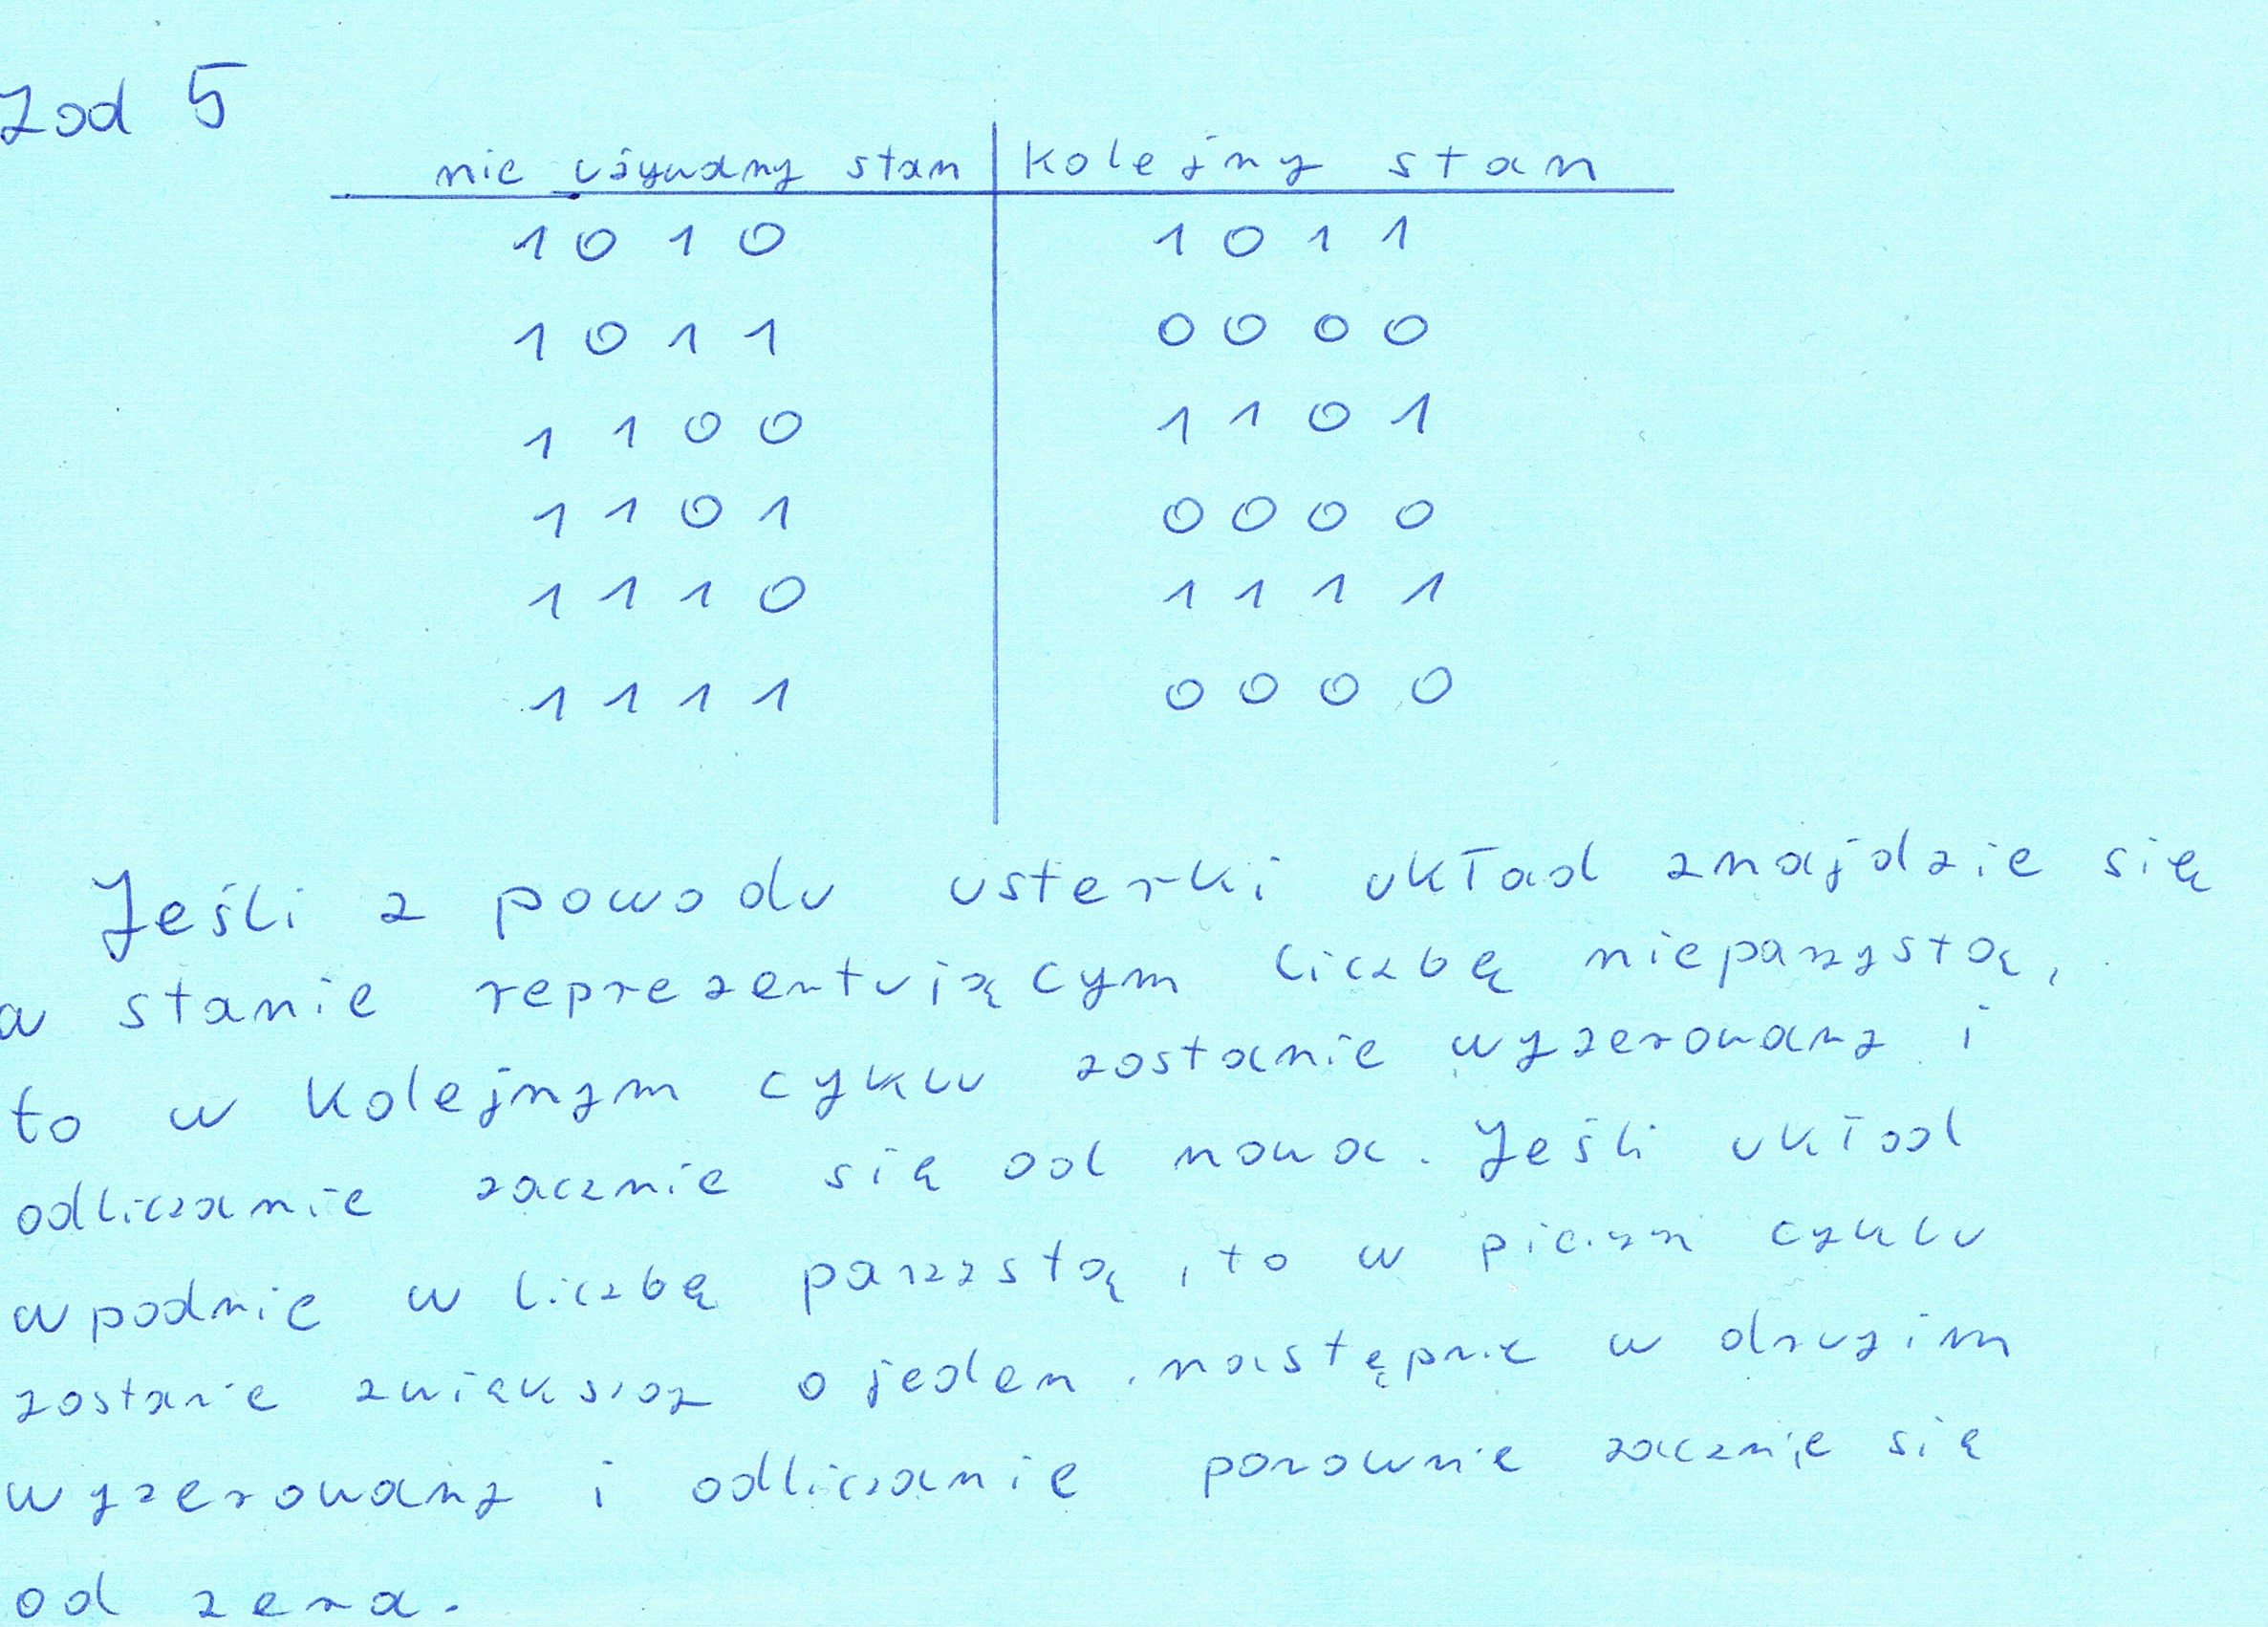 Zad 5
nie używany stan | kolejny stan
1 0 1 0 | 1 0 1 1
1 0 1 1 | 0 0 0 0
1 1 0 0 | 1 1 0 1
1 1 0 1 | 0 0 0 0
1 1 1 0 | 1 1 1 1
1 1 1 1 | 0 0 0 0
Jeśli z powodu usterki układ znajdzie się
w stanie reprezentującym liczbę nieparzystą,
to w kolejnym cyklu zostanie wyzerowany i
odliczanie zacznie się od nowa. Jeśli układ
wpadnie w liczbę parzystą, to w cyklu
zostanie o jeden, następnie w drugim
wyzerowany i odliczanie ponownie zacznie się
od zera.